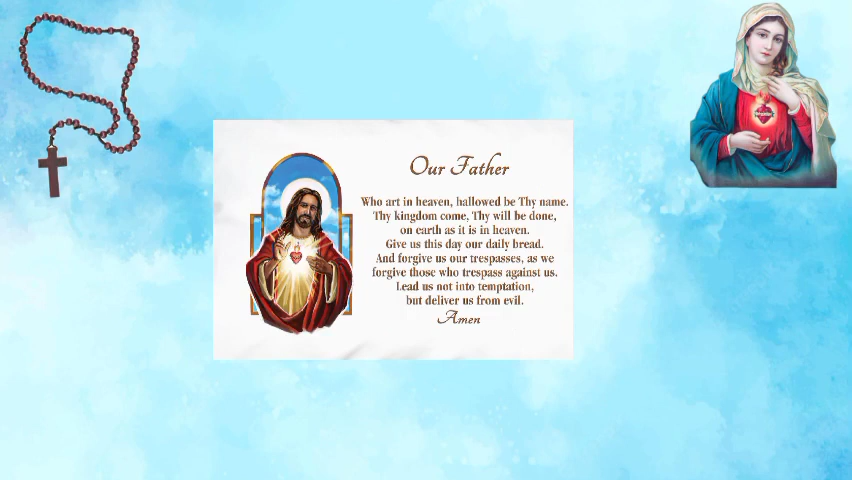 Our Father
Who art in heaven, hallowed be Thy name.
Thy kingdom come, Thy will be done,
on earth as it is in heaven.
Give us this day our daily bread.
And forgive us our trespasses, as we
forgive those who trespass against us.
Lead us not into temptation,
but deliver us from evil.
Amen